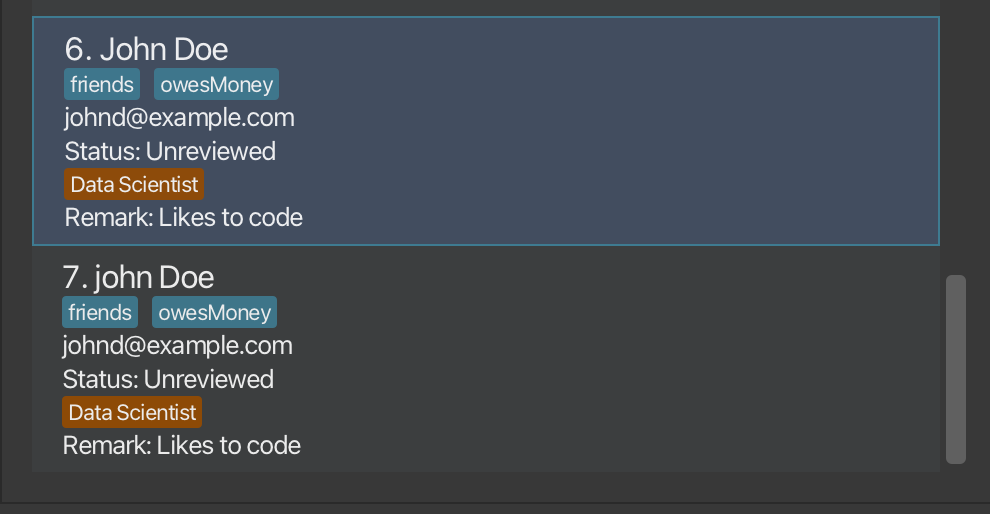 6. John Doe
friends owesMoney
johnd@example.com
Status: Unreviewed
Data Scientist
Remark: Likes to code
7. john Doe
friends owesMoney
johnd@example.com
Status: Unreviewed
Data Scientist
Remark: Likes to code